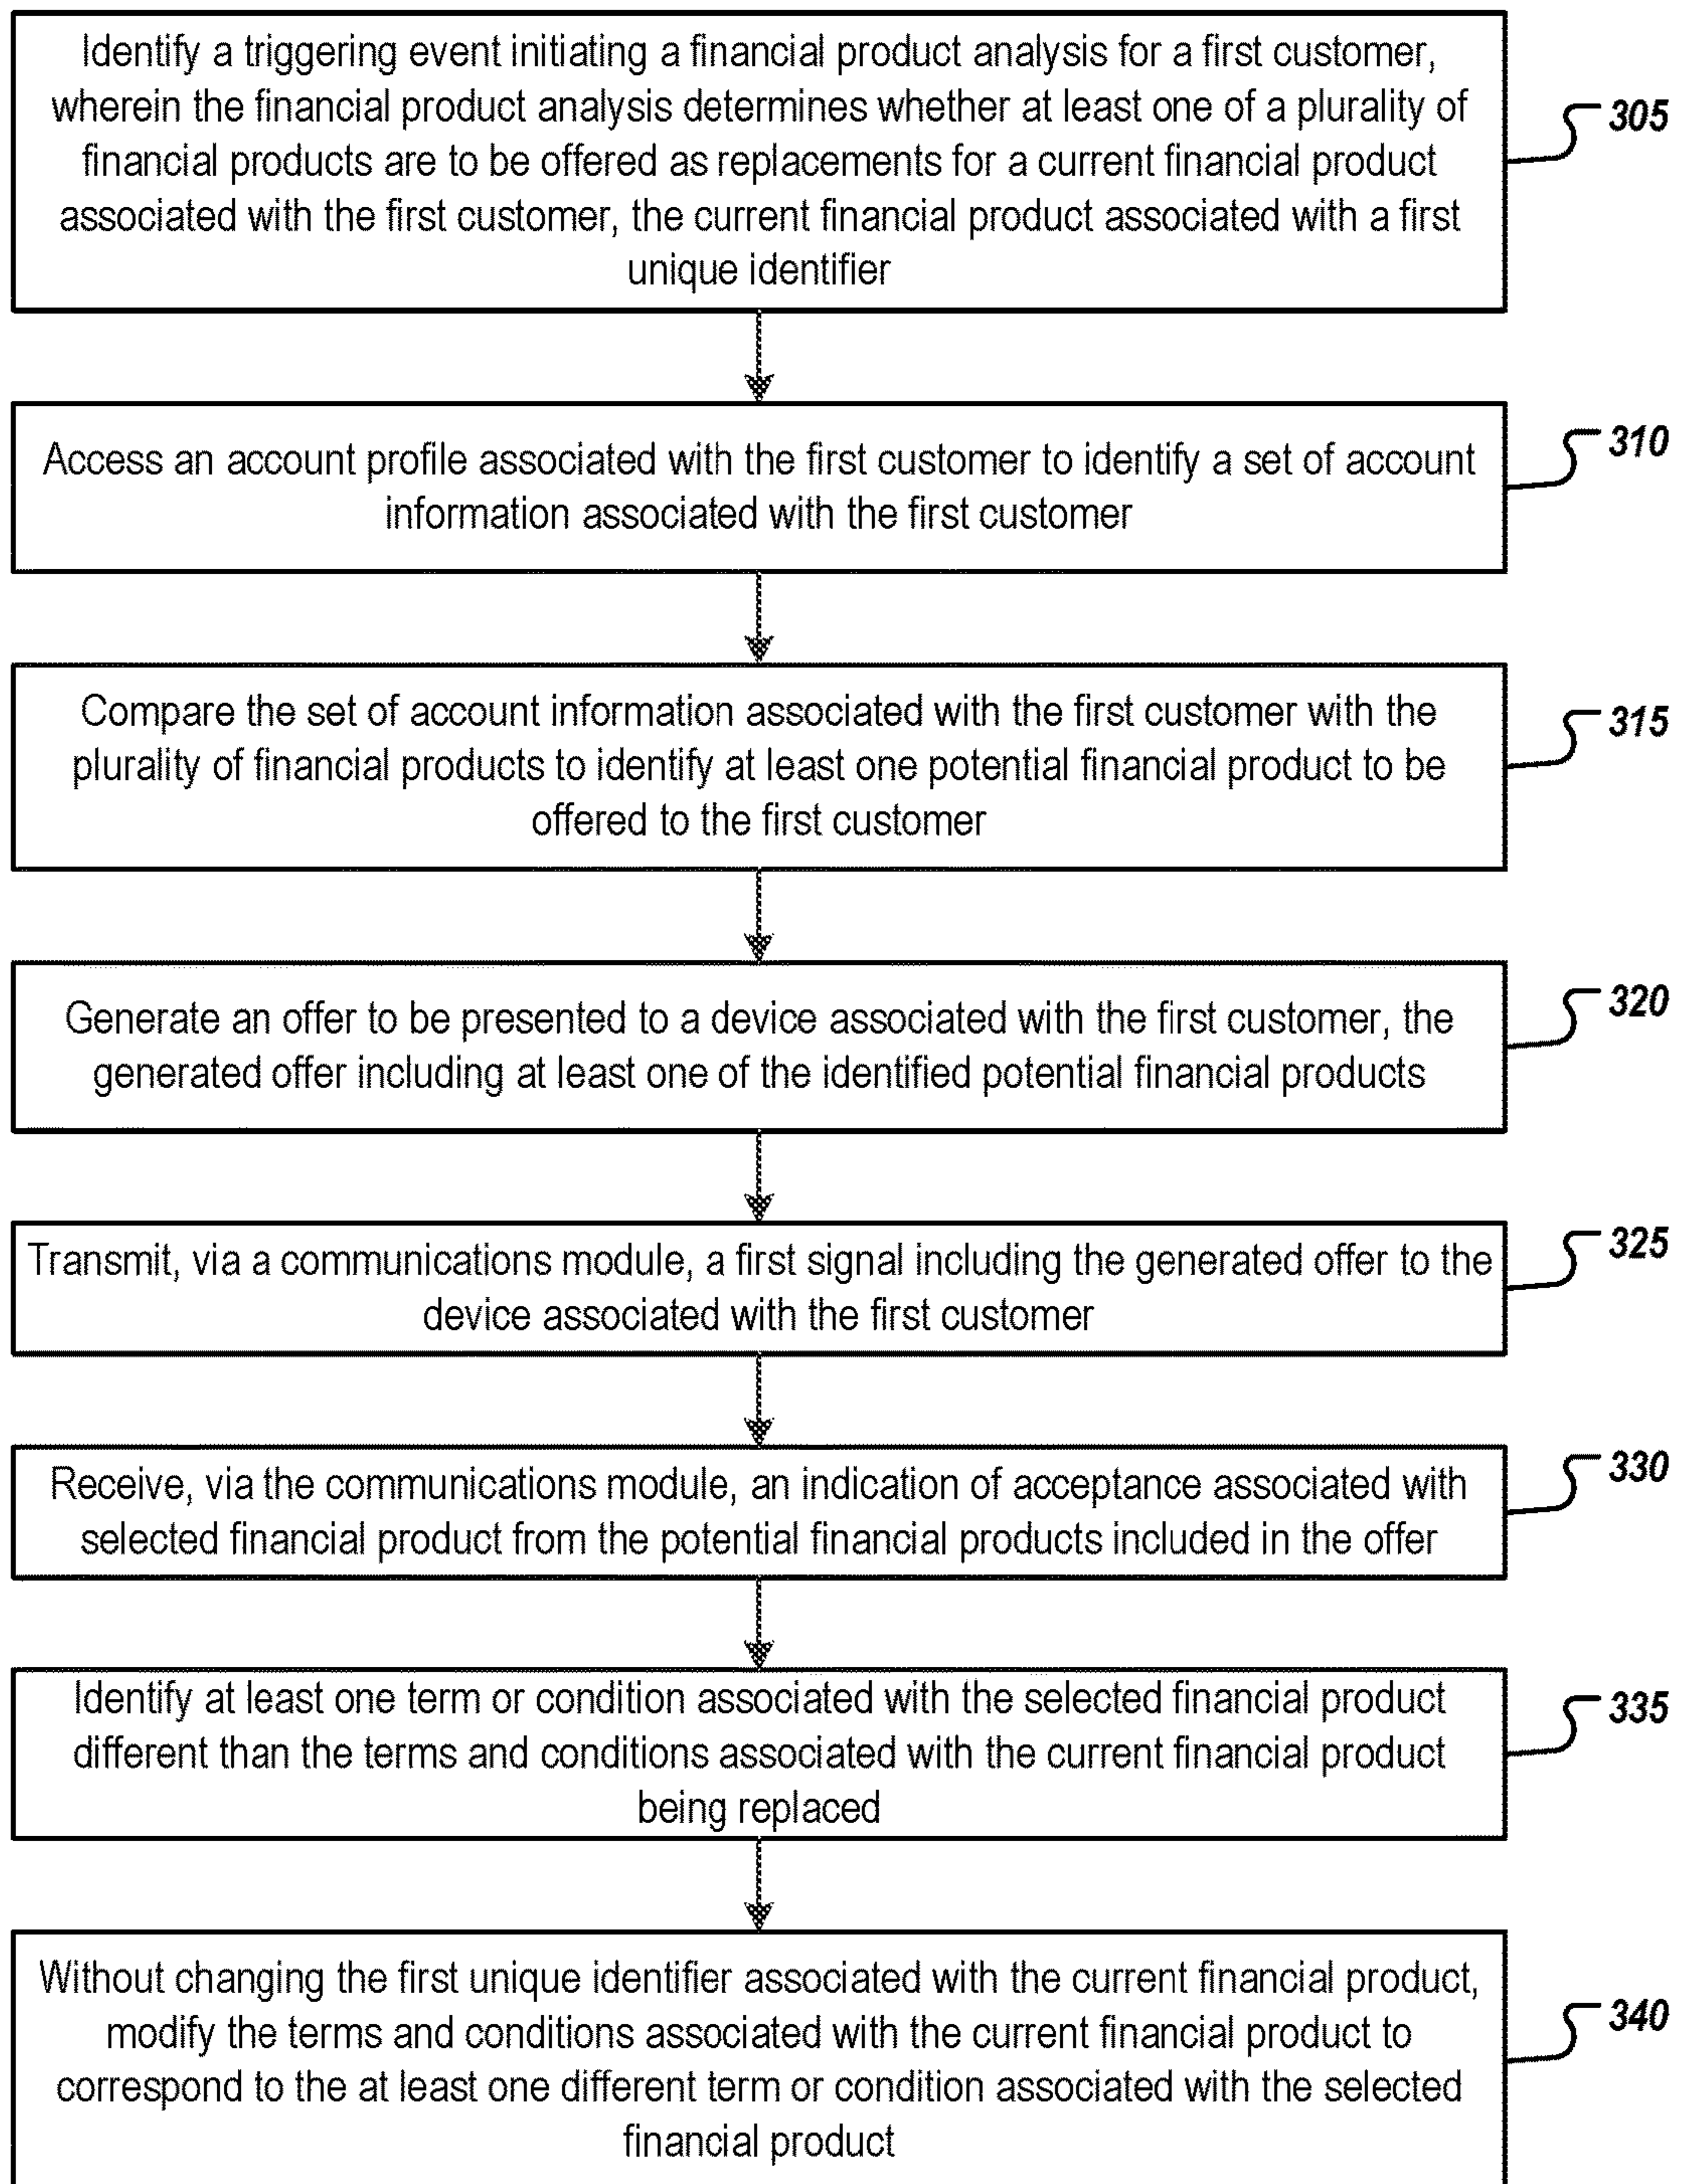 Identify a triggering event initiating a financial product analysis for a first customer,
wherein the financial product analysis determines whether at least one of a plurality of
financial products are to be offered as replacements for a current financial product
associated with the first customer, the current financial product associated with a first
unique identifier
305
Access an account profile associated with the first customer to identify a set of account
information associated with the first customer
310
Compare the set of account information associated with the first customer with the
plurality of financial products to identify at least one potential financial product to be
offered to the first customer
315
Generate an offer to be presented to a device associated with the first customer, the
generated offer including at least one of the identified potential financial products
320
Transmit, via a communications module, a first signal including the generated offer to the
device associated with the first customer
325
Receive, via the communications module, an indication of acceptance associated with
selected financial product from the potential financial products included in the offer
330
Identify at least one term or condition associated with the selected financial product
different than the terms and conditions associated with the current financial product
being replaced
335
Without changing the first unique identifier associated with the current financial product,
modify the terms and conditions associated with the current financial product to
correspond to the at least one different term or condition associated with the selected
financial product
340